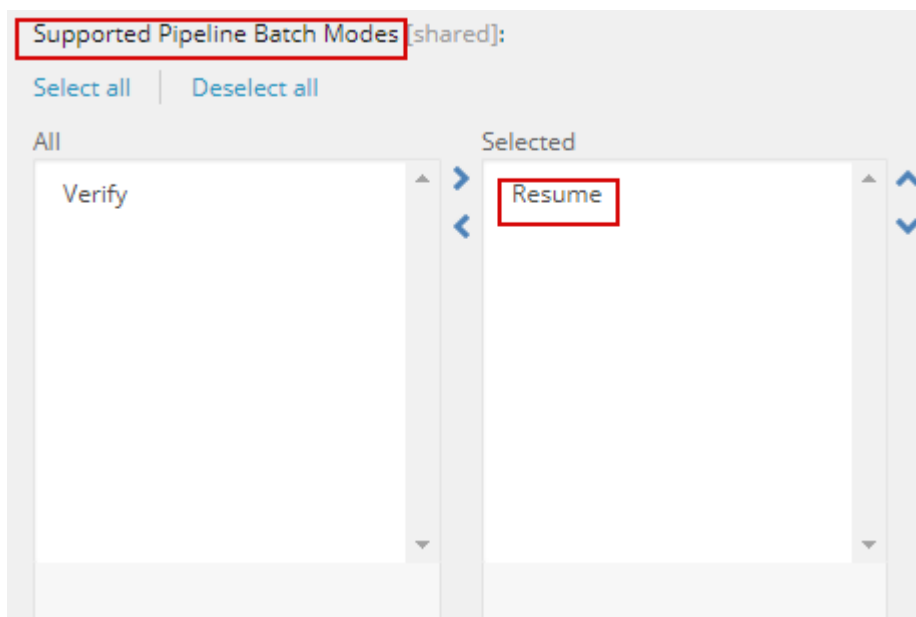 Supported Pipeline Batch Modes [shared]:
Select all Deselect all
All Selected
Verify Resume